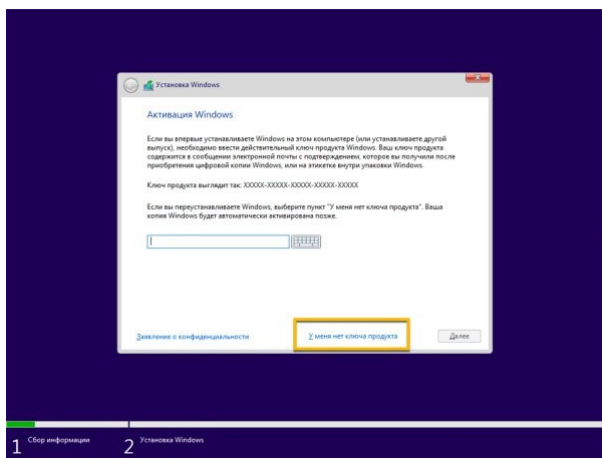 Установка Windows
Активация Windows
Если вы впервые устанавливаете Windows на этом компьютере (или устанавливаете другой
выпуск), необходимо ввести действительный ключ продукта Windows. Ваш ключ продукта
содержится в сообщении электронной почты с подтверждением, которое вы получили после
приобретения цифровой копии Windows, или на этикетке внутри упаковки Windows.
Ключ продукта выглядит так: XXXXX-XXXXX-XXXXX-XXXXX-XXXXX
Если вы переустанавливаете Windows, выберите пункт "У меня нет ключа продукта". Ваша
копия Windows будет автоматически активирована позже.
Заявление о конфиденциальности
У меня нет ключа продукта
Далее
1 Сбор информации
2 Установка Windows